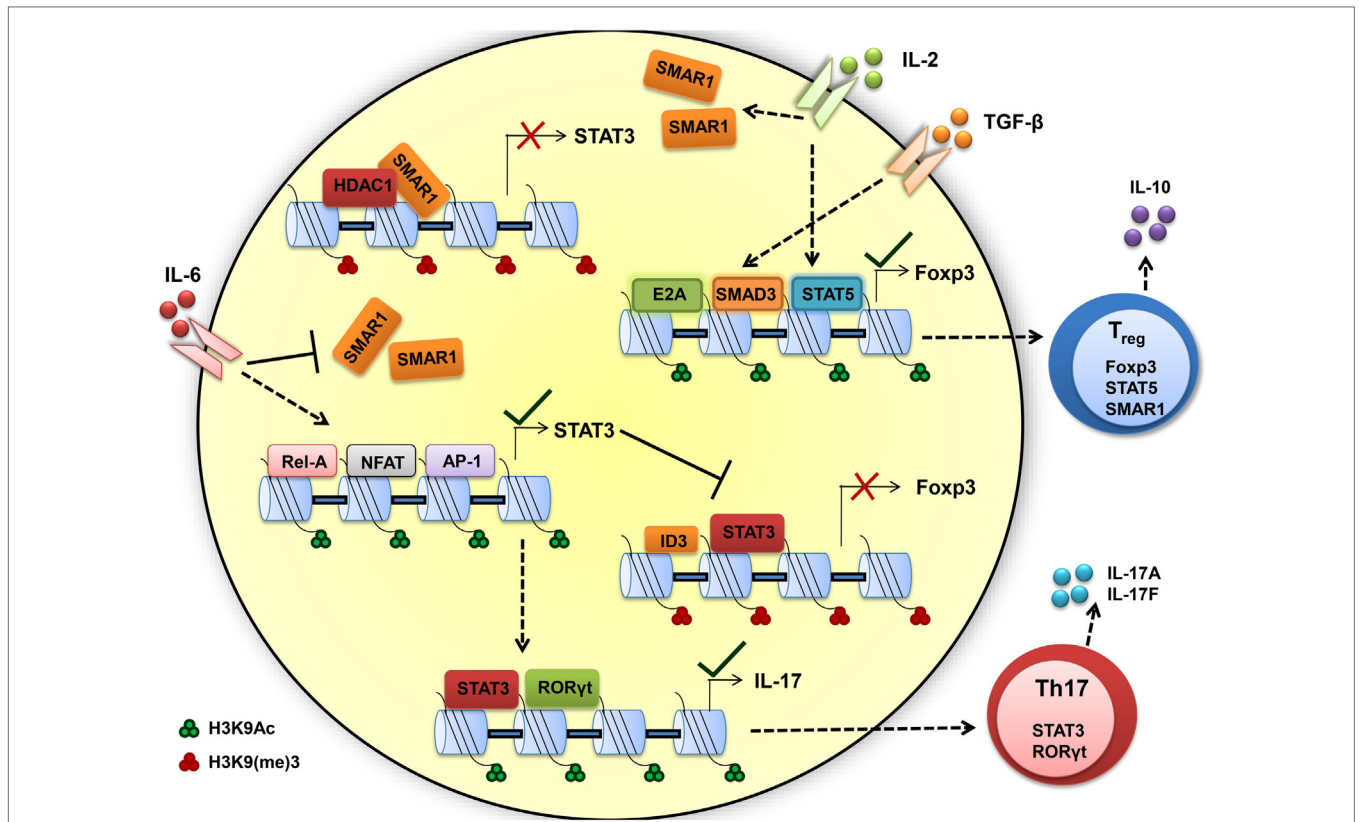 IL-2
SMAR1
SMAR1
TGF-β
STAT3
HDAC1
SMAR1
IL-10
IL-6
Foxp3
E2A
SMAD3
STAT5
SMAR1
SMAR1
Treg
Foxp3
STAT5
SMAR1
STAT3
Rel-A
NFAT
AP-1
Foxp3
ID3
STAT3
IL-17A
IL-17F
STAT3
RORγt
IL-17
Th17
STAT3
RORγt
H3K9Ac
H3K9(me)3